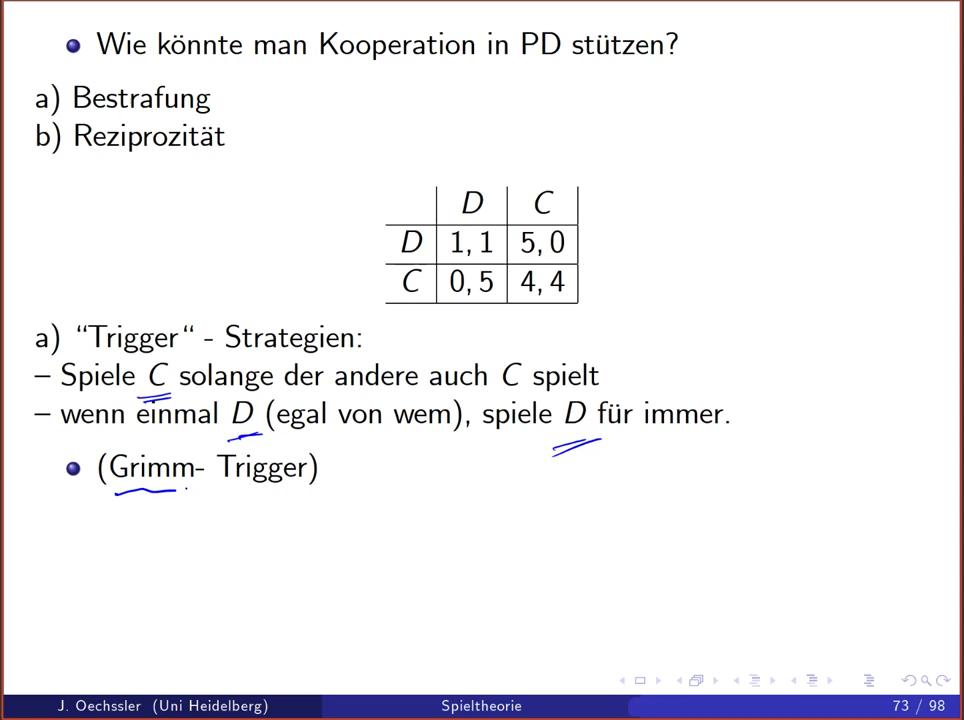 Wie könnte man Kooperation in PD stützen?
a) Bestrafung
b) Reziprozität
D C
D 1, 1 5, 0
C 0, 5 4, 4
a) “Trigger“ - Strategien:
– Spiele C solange der andere auch C spielt
– wenn einmal D (egal von wem), spiele D für immer.
(Grimm- Trigger)
J. Oechssler (Uni Heidelberg) Spieltheorie 73 / 98